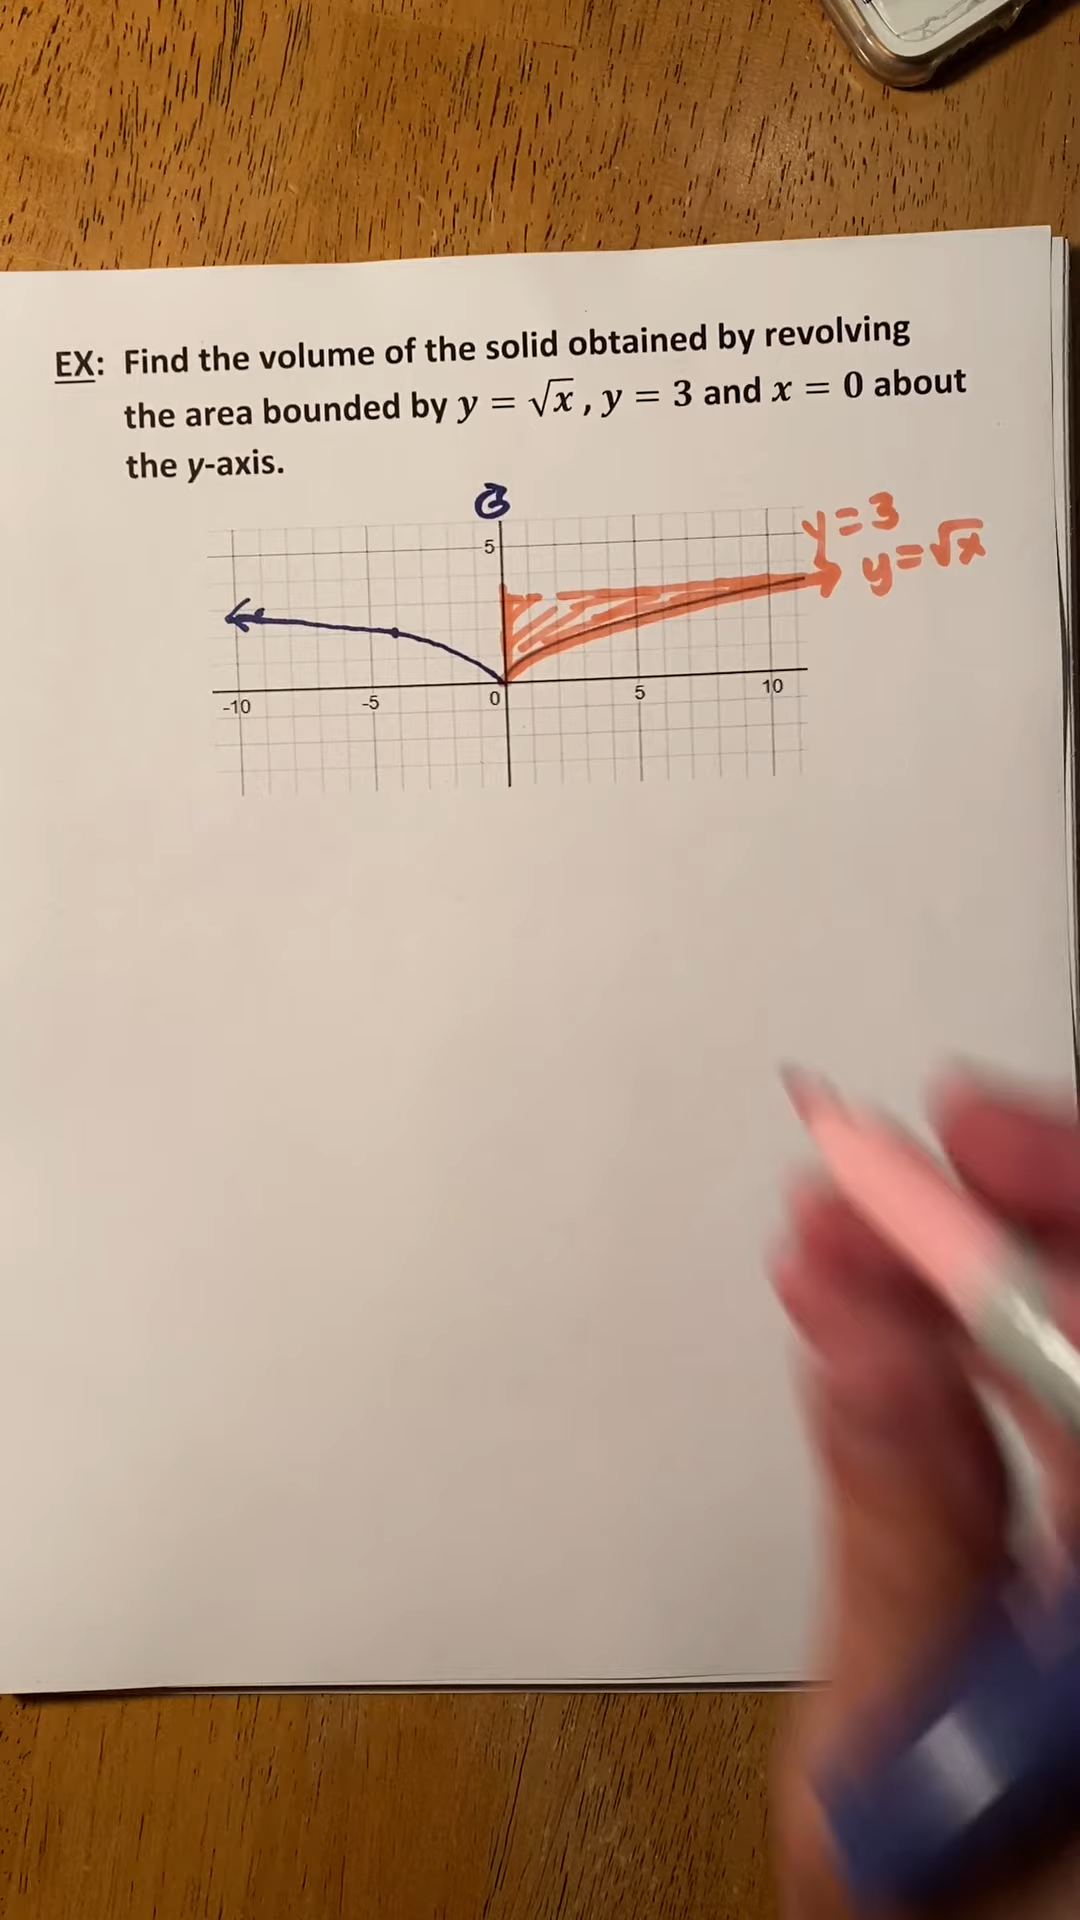 EX: Find the volume of the solid obtained by revolving
the area bounded by y = √x , y = 3 and x = 0 about
the y-axis.
y=3
5
y=√x
-10 -5 0 5 10